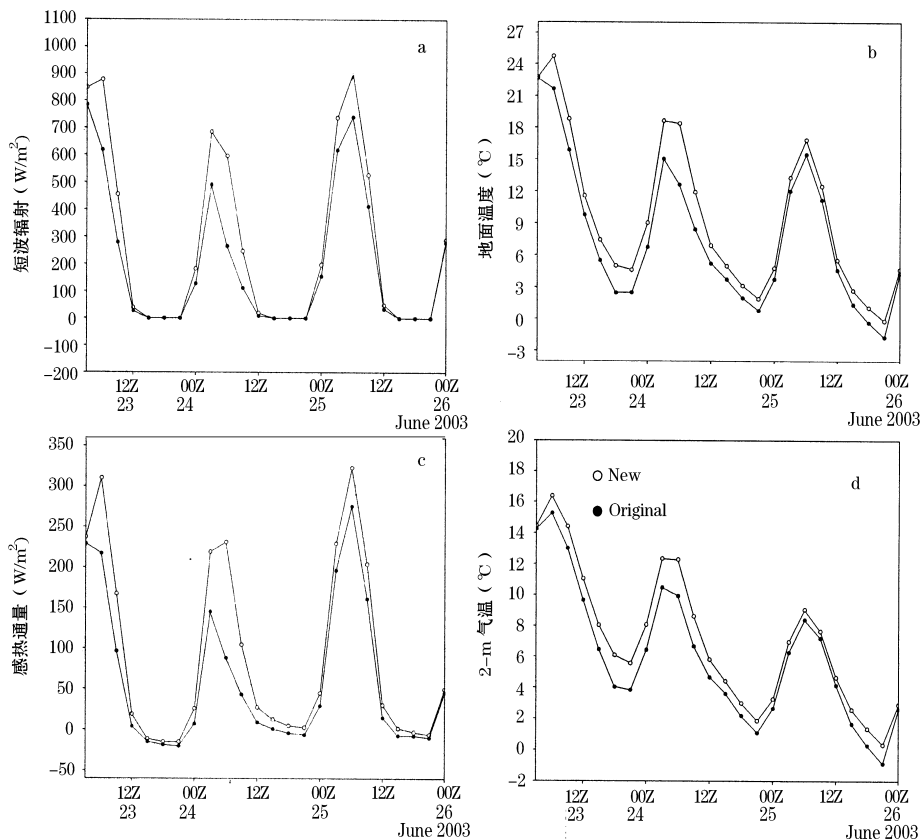 1100
1000
900
800
700
600
500
400
300
200
100
0
-100
-200
短波辐射（W/m²）
a
12Z 00Z 12Z 00Z 12Z 00Z
23 24 25 26
June 2003
27
24
21
18
15
12
9
6
3
0
-3
地面温度（℃）
b
12Z 00Z 12Z 00Z 12Z 00Z
23 24 25 26
June 2003
350
300
250
200
150
100
50
0
-50
感热通量（W/m²）
c
12Z 00Z 12Z 00Z 12Z 00Z
23 24 25 26
June 2003
20
18
16
14
12
10
8
6
4
2
0
-2
2-m 气温（℃）
d
New
Original
12Z 00Z 12Z 00Z 12Z 00Z
23 24 25 26
June 2003